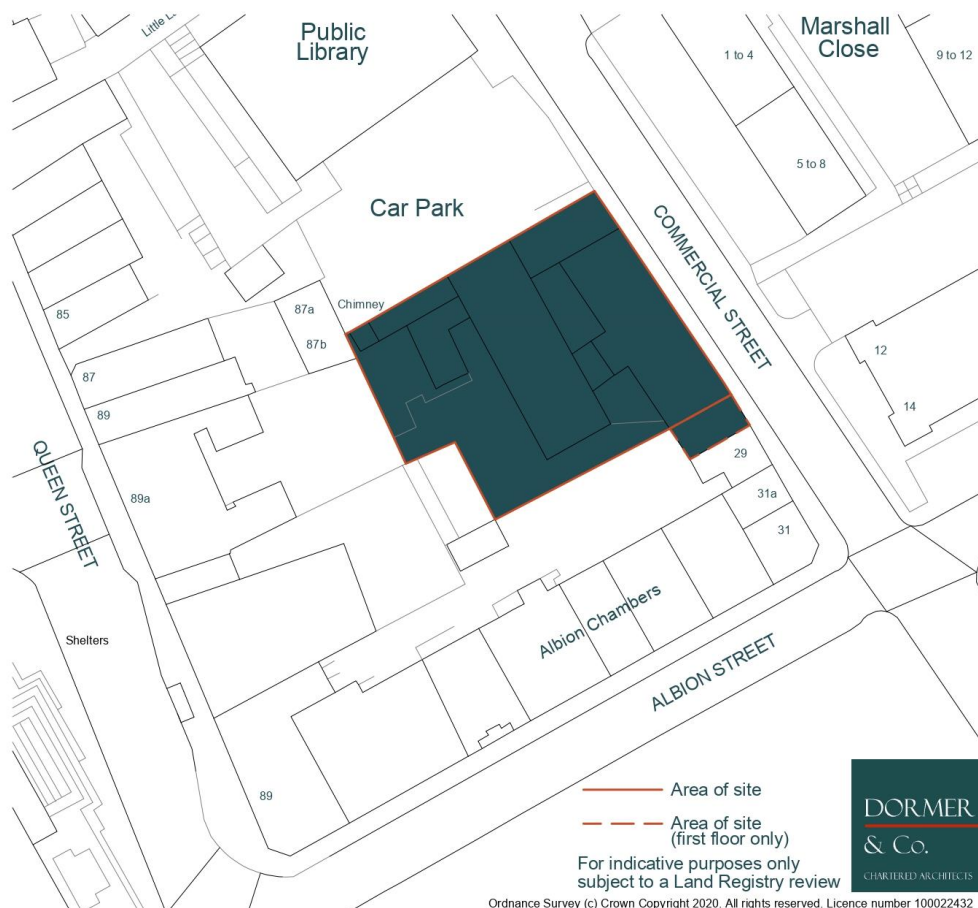 Little
Public
Library
Marshall
Close
1 to 4
9 to 12
5 to 8
Car Park
COMMERCIAL STREET
Chimney
87a
87b
85
87
89
12
14
QUEEN STREET
89a
29
31a
31
Shelters
Albion Chambers
ALBION STREET
89
Area of site
Area of site
(first floor only)
For indicative purposes only
subject to a Land Registry review
DORMER
& Co.
CHARTERED ARCHITECTS
Ordnance Survey (c) Crown Copyright 2020. All rights reserved. Licence number 100022432